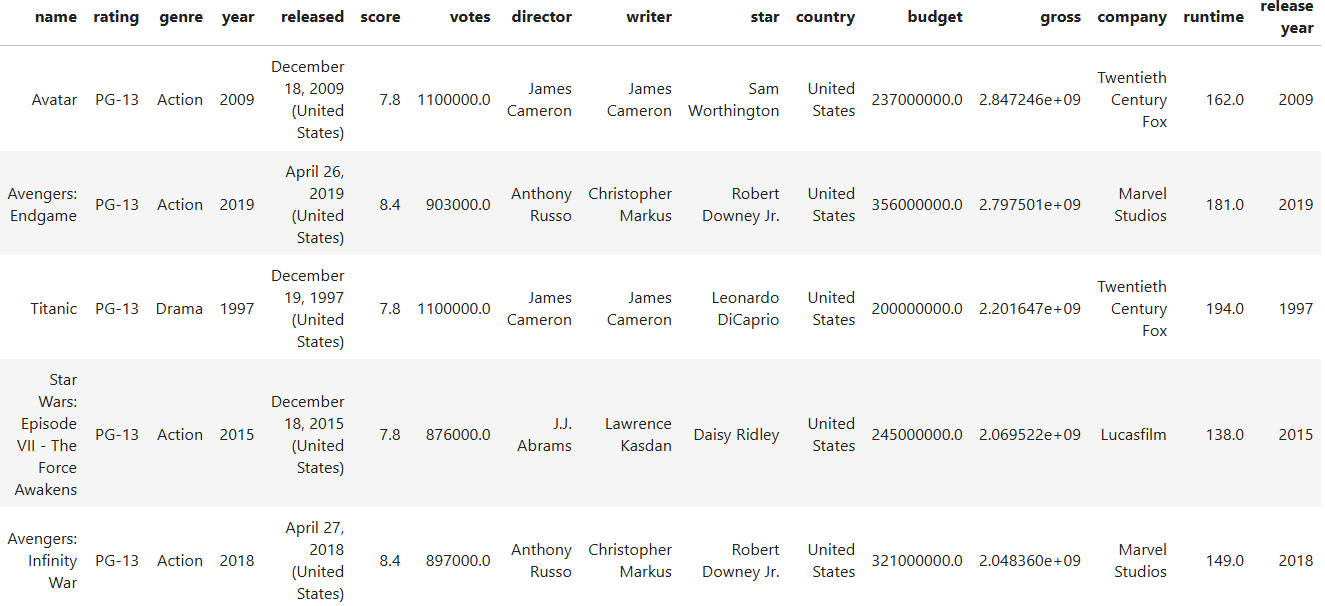 name rating genre year released score votes director writer star country budget gross company runtime release year
Avatar PG-13 Action 2009 December 18, 2009 (United States) 7.8 1100000.0 James Cameron James Cameron Sam Worthington United States 237000000.0 2.847246e+09 Twentieth Century Fox 162.0 2009
Avengers: Endgame PG-13 Action 2019 April 26, 2019 (United States) 8.4 903000.0 Anthony Russo Christopher Markus Robert Downey Jr. United States 356000000.0 2.797501e+09 Marvel Studios 181.0 2019
Titanic PG-13 Drama 1997 December 19, 1997 (United States) 7.8 1100000.0 James Cameron James Cameron Leonardo DiCaprio United States 200000000.0 2.201647e+09 Twentieth Century Fox 194.0 1997
Star Wars: Episode VII - The Force Awakens PG-13 Action 2015 December 18, 2015 (United States) 7.8 876000.0 J.J. Abrams Lawrence Kasdan Daisy Ridley United States 245000000.0 2.069522e+09 Lucasfilm 138.0 2015
Avengers: Infinity War PG-13 Action 2018 April 27, 2018 (United States) 8.4 897000.0 Anthony Russo Christopher Markus Robert Downey Jr. United States 321000000.0 2.048360e+09 Marvel Studios 149.0 2018